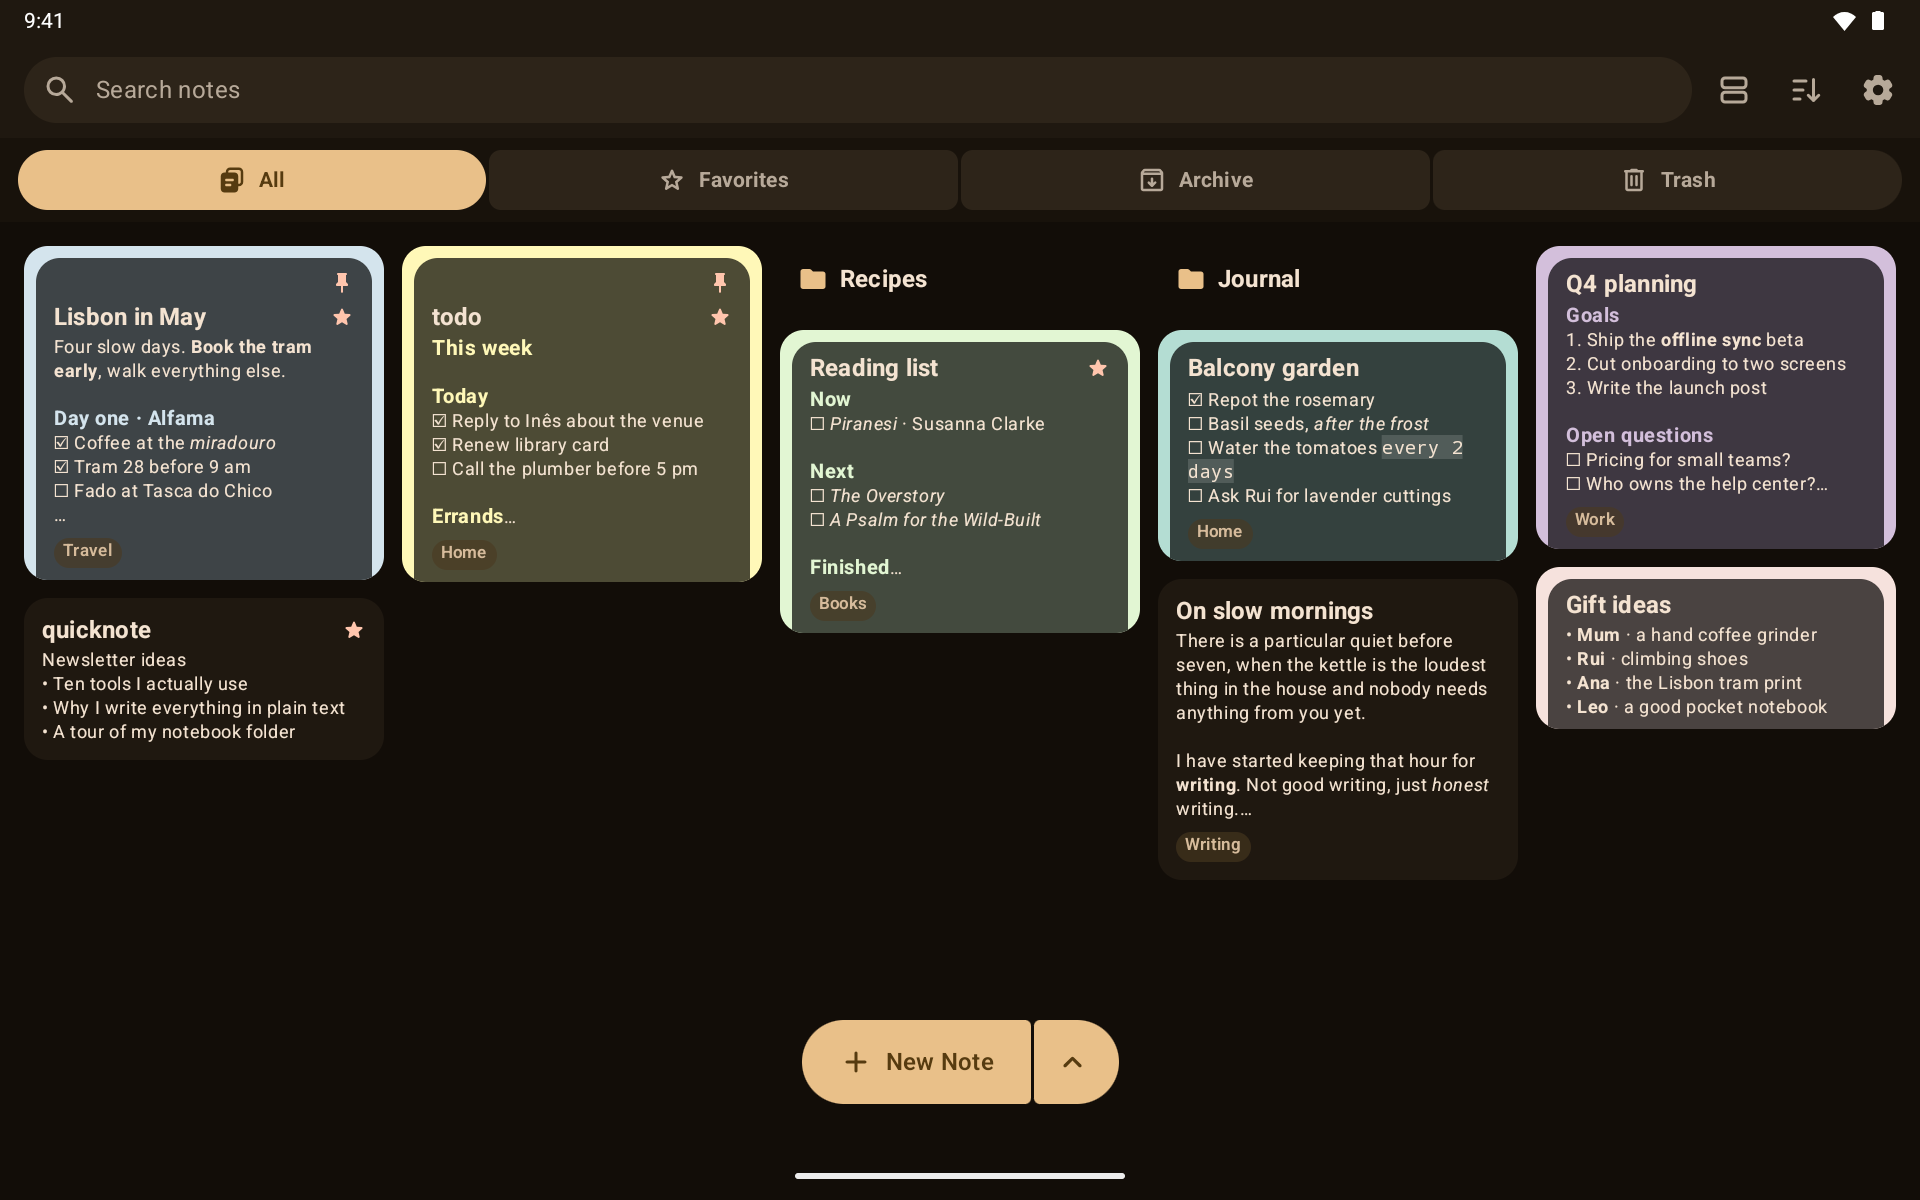 9:41
Search notes
All
Favorites
Archive
Trash
Lisbon in May
Four slow days. Book the tram
early, walk everything else.
Day one · Alfama
☑ Coffee at the miradouro
☑ Tram 28 before 9 am
☐ Fado at Tasca do Chico
…
Travel
quicknote
Newsletter ideas
• Ten tools I actually use
• Why I write everything in plain text
• A tour of my notebook folder
todo
This week
Today
☑ Reply to Inês about the venue
☑ Renew library card
☐ Call the plumber before 5 pm
Errands…
Home
Recipes
Reading list
Now
☐ Piranesi · Susanna Clarke
Next
☐ The Overstory
☐ A Psalm for the Wild-Built
Finished…
Books
Journal
Balcony garden
☑ Repot the rosemary
☐ Basil seeds, after the frost
☐ Water the tomatoes every 2
days
☐ Ask Rui for lavender cuttings
Home
On slow mornings
There is a particular quiet before
seven, when the kettle is the loudest
thing in the house and nobody needs
anything from you yet.
I have started keeping that hour for
writing. Not good writing, just honest
writing.…
Writing
Q4 planning
Goals
1. Ship the offline sync beta
2. Cut onboarding to two screens
3. Write the launch post
Open questions
☐ Pricing for small teams?
☐ Who owns the help center?…
Work
Gift ideas
• Mum · a hand coffee grinder
• Rui · climbing shoes
• Ana · the Lisbon tram print
• Leo · a good pocket notebook
New Note